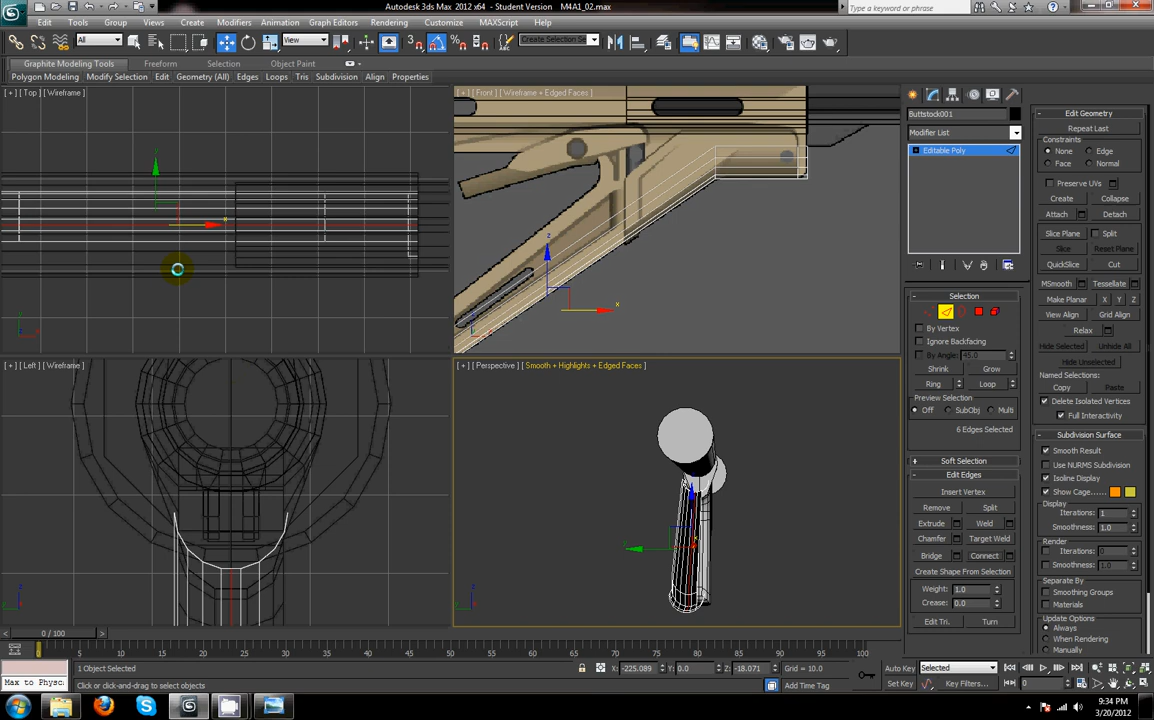 Autodesk 3ds Max 2012 x64 - Student Version M4A1_02.max
Type a keyword or phrase
Edit Tools Group Views Create Modifiers Animation Graph Editors Rendering Customize MAXScript Help
All View Create Selection Se
Graphite Modeling Tools Freeform Selection Object Paint
Polygon Modeling Modify Selection Edit Geometry (All) Edges Loops Tris Subdivision Align Properties
[ + ] [ Top ] [ Wireframe ]
[ + ] [ Front ] [ Wireframe + Edged Faces ]
[ + ] [ Left ] [ Wireframe ]
[ + ] [ Perspective ] [ Smooth + Highlights + Edged Faces ]
Buttstock001
Modifier List
Editable Poly
Selection
By Vertex
Ignore Backfacing
By Angle: 45.0
Shrink Grow
Ring Loop
Preview Selection
Off SubObj Multi
6 Edges Selected
Soft Selection
Edit Edges
Insert Vertex
Remove Split
Extrude Weld
Chamfer Target Weld
Bridge Connect
Create Shape From Selection
Weight: 1.0
Crease: 0.0
Edit Tri. Turn
Edit Geometry
Repeat Last
Constraints
None Edge
Face Normal
Preserve UVs
Create Collapse
Attach Detach
Slice Plane Split
Slice Reset Plane
QuickSlice Cut
MSmooth Tessellate
Make Planar X Y Z
View Align Grid Align
Relax
Hide Selected Unhide All
Hide Unselected
Named Selections:
Copy Paste
Delete Isolated Vertices
Full Interactivity
Subdivision Surface
Smooth Result
Use NURMS Subdivision
Isoline Display
Show Cage......
Display
Iterations: 1
Smoothness: 1.0
Render
Iterations: 0
Smoothness: 1.0
Separate By
Smoothing Groups
Materials
Update Options
Always
When Rendering
Manually
0 / 100
10 20 30 40 50 60 70 80 90 100
1 Object Selected
X: -225.089 Y: 0.0 Z: -18.071 Grid = 10.0
Auto Key Selected
Max to Physc
Click or click-and-drag to select objects
Add Time Tag
Set Key Key Filters... 0
9:34 PM
3/20/2012